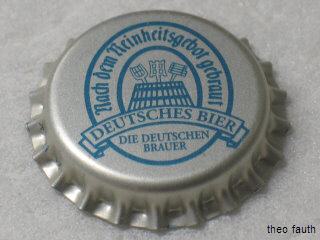 Nach dem Reinheitsgebot gebraut
DEUTSCHES BIER
DIE DEUTSCHEN
BRAUER
theo fauth